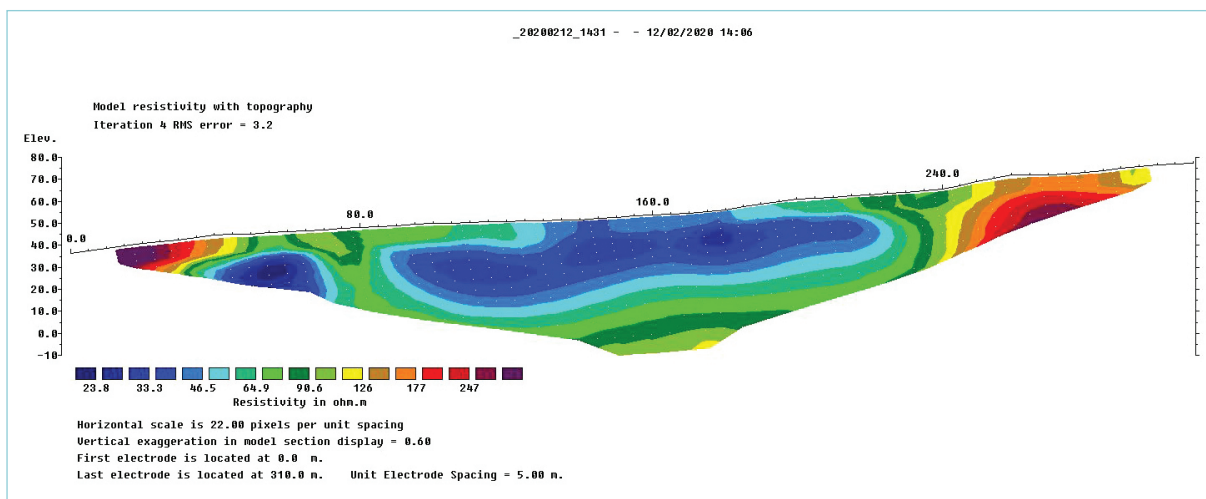 _20200212_1431 - - 12/02/2020 14:06
Model resistivity with topography
Iteration 4 RMS error = 3.2
Elev.
80.0
70.0
60.0
50.0
40.0
30.0
20.0
10.0
0.0
-10
0.0
80.0
160.0
240.0
23.8 33.3 46.5 64.9 90.6 126 177 247
Resistivity in ohm.m
Horizontal scale is 22.00 pixels per unit spacing
Vertical exaggeration in model section display = 0.60
First electrode is located at 0.0 m.
Last electrode is located at 310.0 m. Unit Electrode Spacing = 5.00 m.